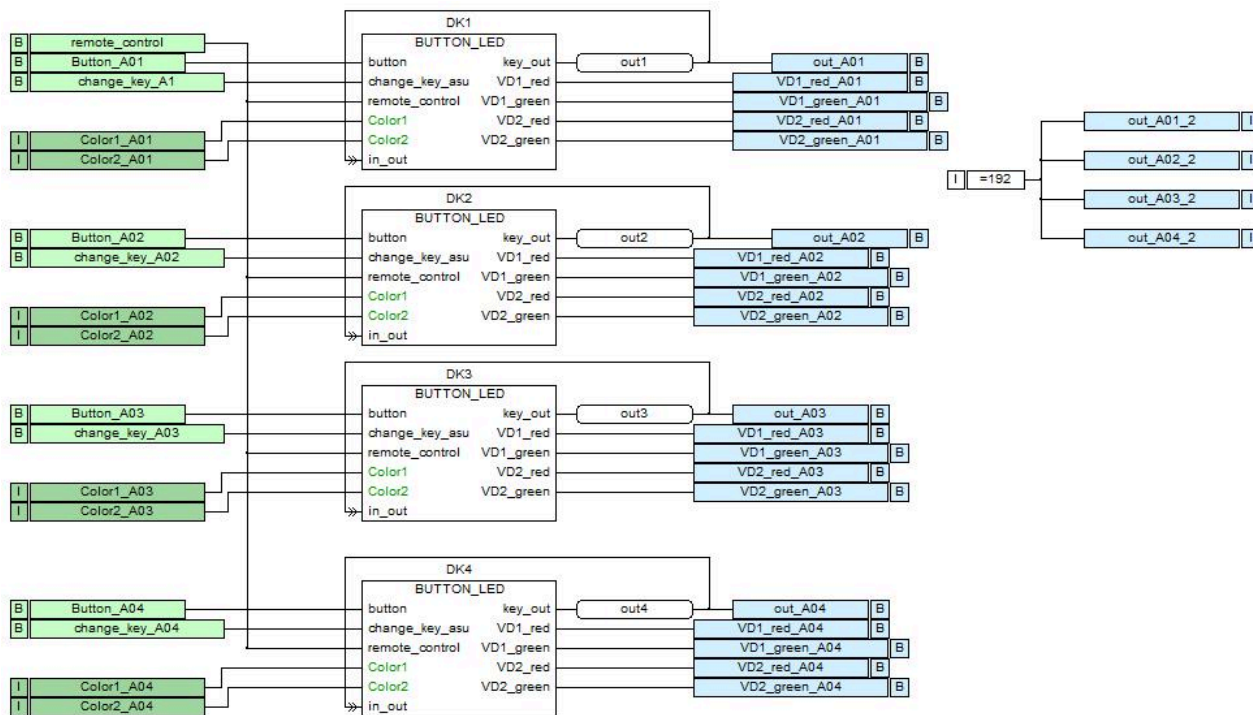 DK1
BUTTON_LED
B remote_control
B Button_A01 button key_out out1 out_A01 B
B change_key_A1 change_key_asu VD1_red VD1_red_A01 B
remote_control VD1_green VD1_green_A01 B
I Color1_A01 Color1 VD2_red VD2_red_A01 B
I Color2_A01 Color2 VD2_green VD2_green_A01 B
in_out
DK2
BUTTON_LED
B Button_A02 button key_out out2 out_A02 B
B change_key_A02 change_key_asu VD1_red VD1_red_A02 B
remote_control VD1_green VD1_green_A02 B
I Color1_A02 Color1 VD2_red VD2_red_A02 B
I Color2_A02 Color2 VD2_green VD2_green_A02 B
in_out
DK3
BUTTON_LED
B Button_A03 button key_out out3 out_A03 B
B change_key_A03 change_key_asu VD1_red VD1_red_A03 B
remote_control VD1_green VD1_green_A03 B
I Color1_A03 Color1 VD2_red VD2_red_A03 B
I Color2_A03 Color2 VD2_green VD2_green_A03 B
in_out
DK4
BUTTON_LED
B Button_A04 button key_out out4 out_A04 B
B change_key_A04 change_key_asu VD1_red VD1_red_A04 B
remote_control VD1_green VD1_green_A04 B
I Color1_A04 Color1 VD2_red VD2_red_A04 B
I Color2_A04 Color2 VD2_green VD2_green_A04 B
in_out
I =192
out_A01_2 I
out_A02_2 I
out_A03_2 I
out_A04_2 I